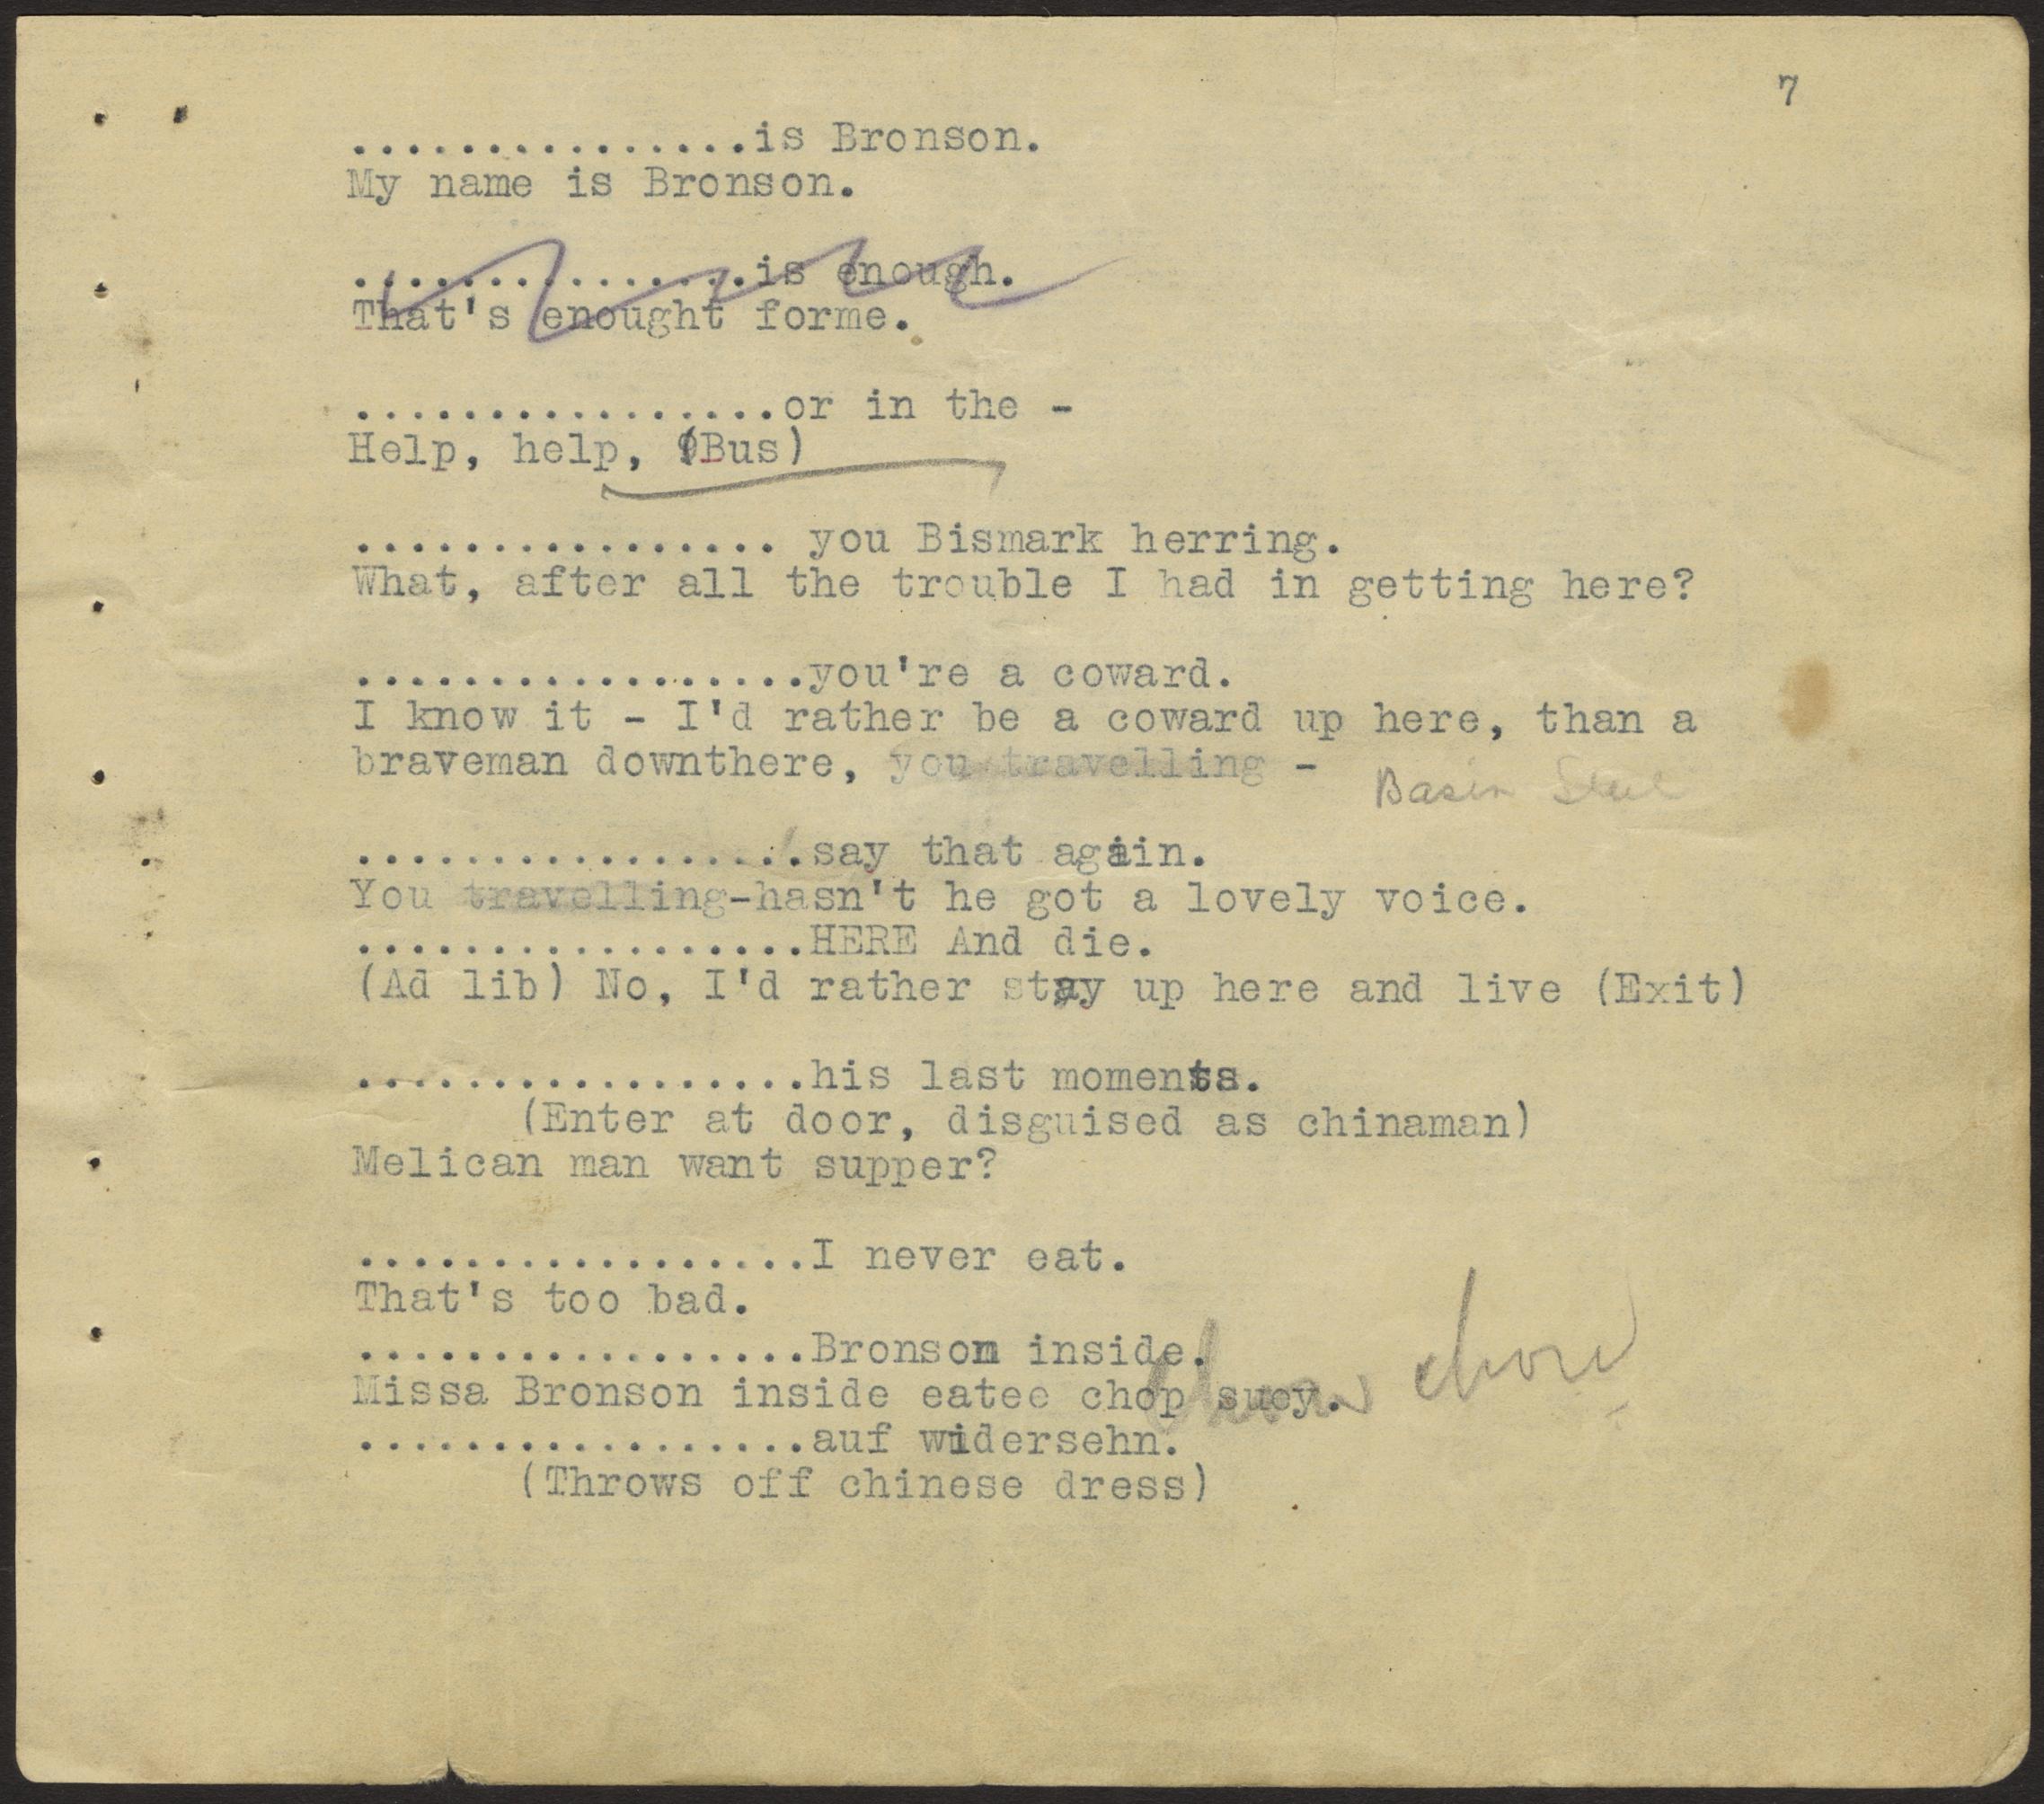 7
...............is Bronson.
My name is Bronson.
...............is enough.
That's enought forme.
................or in the -
Help, help, (Bus)
................ you Bismark herring.
What, after all the trouble I had in getting here?
.................you're a coward.
I know it - I'd rather be a coward up here, than a
braveman downthere, you travelling -
Basin
.................say that again.
You travelling-hasn't he got a lovely voice.
.................HERE And die.
(Ad lib) No, I'd rather stay up here and live (Exit)
.................his last moments.
(Enter at door, disguised as chinaman)
Melican man want supper?
.................I never eat.
That's too bad.
.................Bronson inside.
Missa Bronson inside eatee chop suey.
chow
.................auf widersehn.
(Throws off chinese dress)